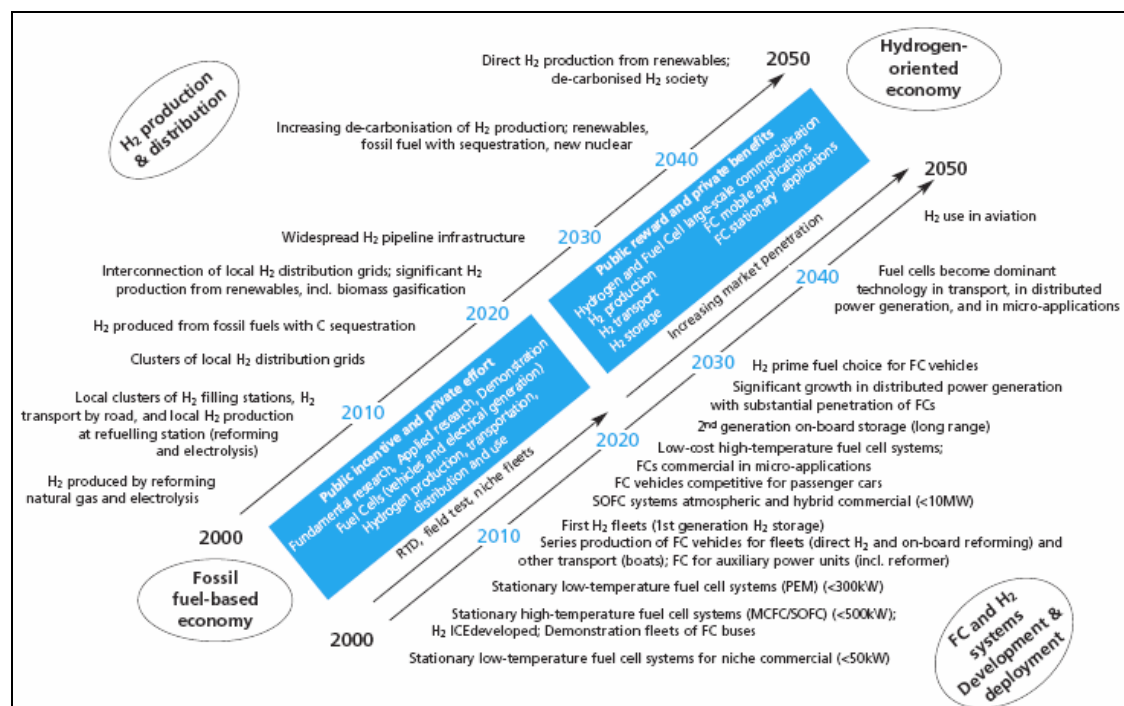 H₂ production
& distribution
Direct H₂ production from renewables;
de-carbonised H₂ society
2050
Hydrogen-
oriented
economy
Increasing de-carbonisation of H₂ production; renewables,
fossil fuel with sequestration, new nuclear
2040
Widespread H₂ pipeline infrastructure
2030
Interconnection of local H₂ distribution grids; significant H₂
production from renewables, incl. biomass gasification
2020
H₂ produced from fossil fuels with C sequestration
Clusters of local H₂ distribution grids
Local clusters of H₂ filling stations, H₂
transport by road, and local H₂ production
at refuelling station (reforming
and electrolysis)
2010
H₂ produced by reforming
natural gas and electrolysis
2000
Fossil
fuel-based
economy
Public reward and private benefits
Hydrogen and Fuel Cell large-scale commercialisation
H₂ production
FC mobile applications
H₂ transport
FC stationary applications
H₂ storage
Public incentive and private effort
Fundamental research, Applied research, Demonstration
Fuel Cells (vehicles and electrical generation)
Hydrogen production, transportation,
distribution and use
RTD, field test, niche fleets
Increasing market penetration
2050
H₂ use in aviation
2040
Fuel cells become dominant
technology in transport, in distributed
power generation, and in micro-applications
2030
H₂ prime fuel choice for FC vehicles
Significant growth in distributed power generation
with substantial penetration of FCs
2nd generation on-board storage (long range)
2020
Low-cost high-temperature fuel cell systems;
FCs commercial in micro-applications
FC vehicles competitive for passenger cars
SOFC systems atmospheric and hybrid commercial (<10MW)
2010
First H₂ fleets (1st generation H₂ storage)
Series production of FC vehicles for fleets (direct H₂ and on-board reforming) and
other transport (boats); FC for auxiliary power units (incl. reformer)
Stationary low-temperature fuel cell systems (PEM) (<300kW)
Stationary high-temperature fuel cell systems (MCFC/SOFC) (<500kW);
H₂ ICEdeveloped; Demonstration fleets of FC buses
2000
Stationary low-temperature fuel cell systems for niche commercial (<50kW)
FC and H₂
systems
Development &
deployment